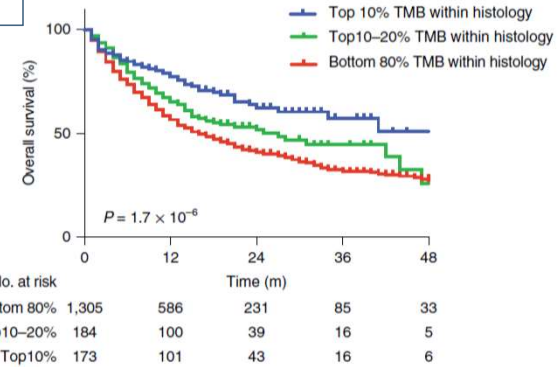 Top 10% TMB within histology
Top10–20% TMB within histology
Bottom 80% TMB within histology
Overall survival (%)
100
50
0
P = 1.7 × 10⁻⁶
0 12 24 36 48
Time (m)
at risk
80% 1,305 586 231 85 33
10–20% 184 100 39 16 5
Top10% 173 101 43 16 6